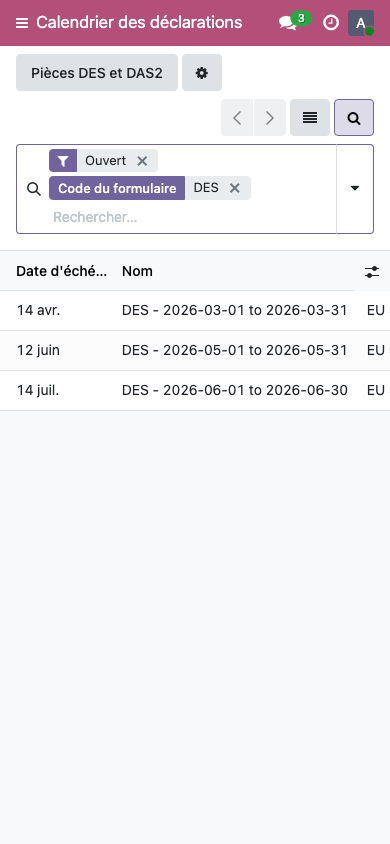 Calendrier des déclarations
3
A
Pièces DES et DAS2
Ouvert
Code du formulaire DES
Rechercher...
Date d'éché... Nom
14 avr. DES - 2026-03-01 to 2026-03-31 EU
12 juin DES - 2026-05-01 to 2026-05-31 EU
14 juil. DES - 2026-06-01 to 2026-06-30 EU